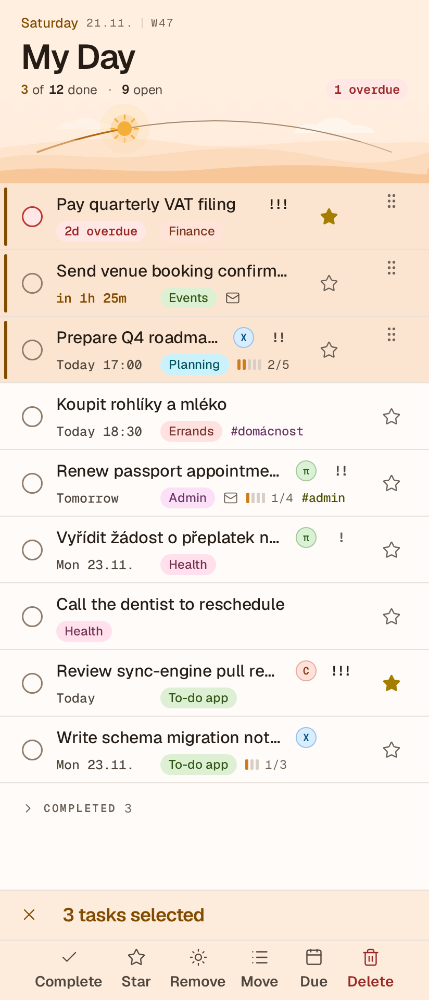 Saturday 21.11. | W47
My Day
3 of 12 done · 9 open
1 overdue
Pay quarterly VAT filing !!!
2d overdue Finance
Send venue booking confirm…
in 1h 25m Events
Prepare Q4 roadma… X !!
Today 17:00 Planning 2/5
Koupit rohlíky a mléko
Today 18:30 Errands #domácnost
Renew passport appointme… π !!
Tomorrow Admin 1/4 #admin
Vyřídit žádost o přeplatek n… π !
Mon 23.11. Health
Call the dentist to reschedule
Health
Review sync-engine pull re… C !!!
Today To-do app
Write schema migration not… X
Mon 23.11. To-do app 1/3
COMPLETED 3
3 tasks selected
Complete Star Remove Move Due Delete